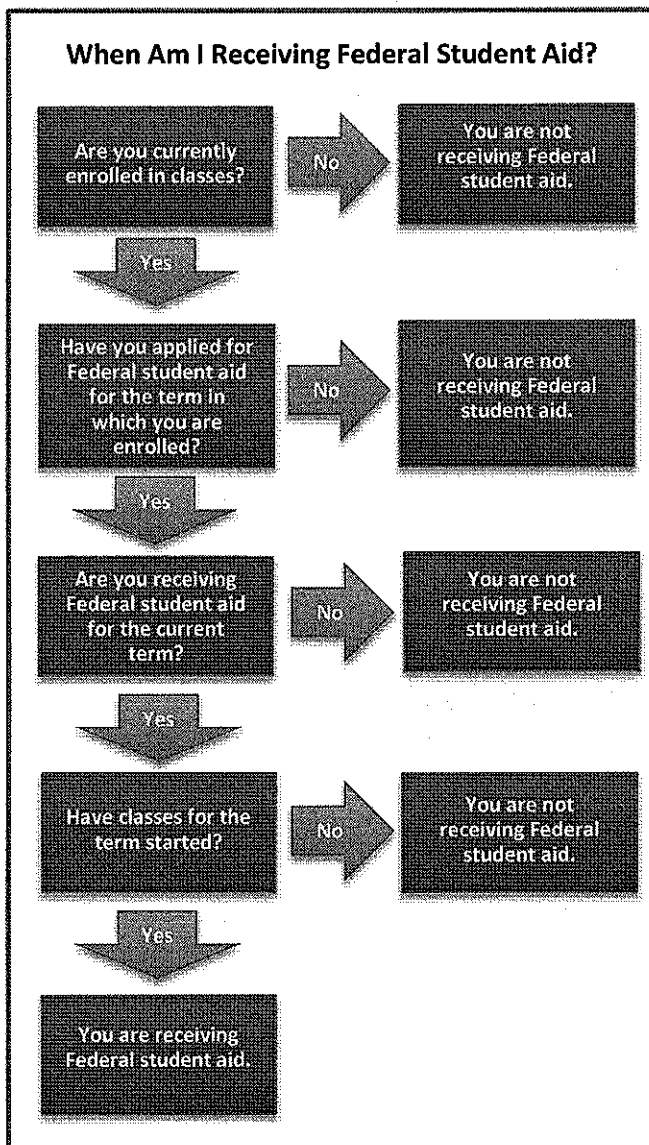 When Am I Receiving Federal Student Aid?
Are you currently
enrolled in classes?
No
You are not
receiving Federal
student aid.
Yes
Have you applied for
Federal student aid
for the term in
which you are
enrolled?
No
You are not
receiving Federal
student aid.
Yes
Are you receiving
Federal student aid
for the current
term?
No
You are not
receiving Federal
student aid.
Yes
Have classes for the
term started?
No
You are not
receiving Federal
student aid.
Yes
You are receiving
Federal student aid.